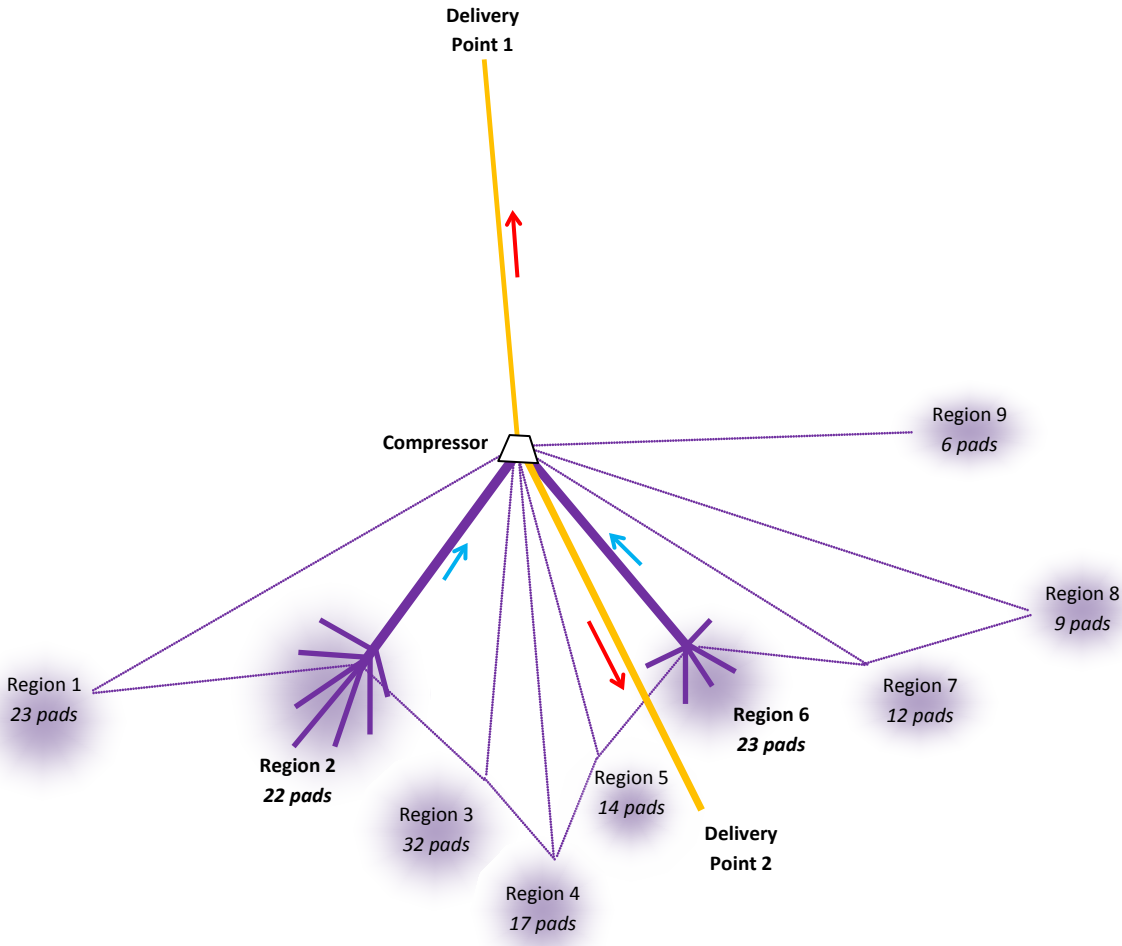 Delivery
Point 1
Compressor
Region 9
6 pads
Region 8
9 pads
Region 1
23 pads
Region 7
12 pads
Region 6
23 pads
Region 2
22 pads
Region 5
14 pads
Region 3
32 pads
Delivery
Point 2
Region 4
17 pads